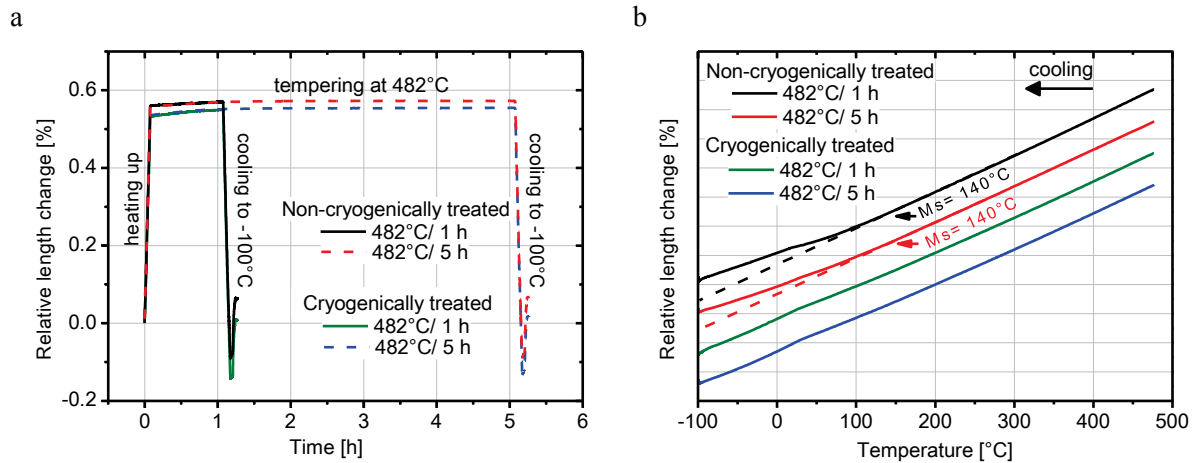 a
Relative length change [%]
0.6
0.4
0.2
0.0
-0.2
tempering at 482°C
heating up
cooling to -100°C
cooling to -100°C
Non-cryogenically treated
482°C/ 1 h
482°C/ 5 h
Cryogenically treated
482°C/ 1 h
482°C/ 5 h
0 1 2 3 4 5 6
Time [h]
b
Relative length change [%]
Non-cryogenically treated
482°C/ 1 h
482°C/ 5 h
Cryogenically treated
482°C/ 1 h
482°C/ 5 h
cooling
Ms= 140°C
Ms= 140°C
-100 0 100 200 300 400 500
Temperature [°C]